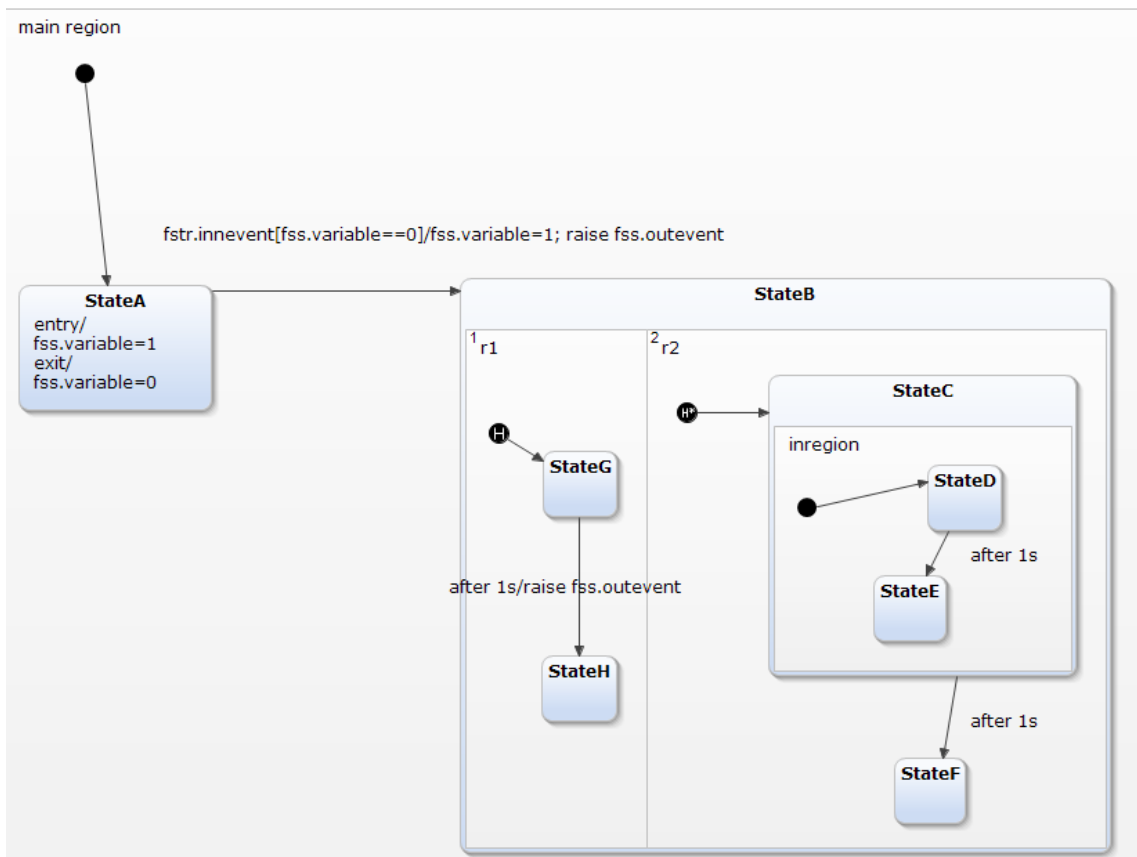 main region
fstr.innevent[fss.variable==0]/fss.variable=1; raise fss.outevent
StateA
entry/
fss.variable=1
exit/
fss.variable=0
StateB
1 r1
2 r2
H
StateG
after 1s/raise fss.outevent
StateH
H*
StateC
inregion
StateD
after 1s
StateE
after 1s
StateF